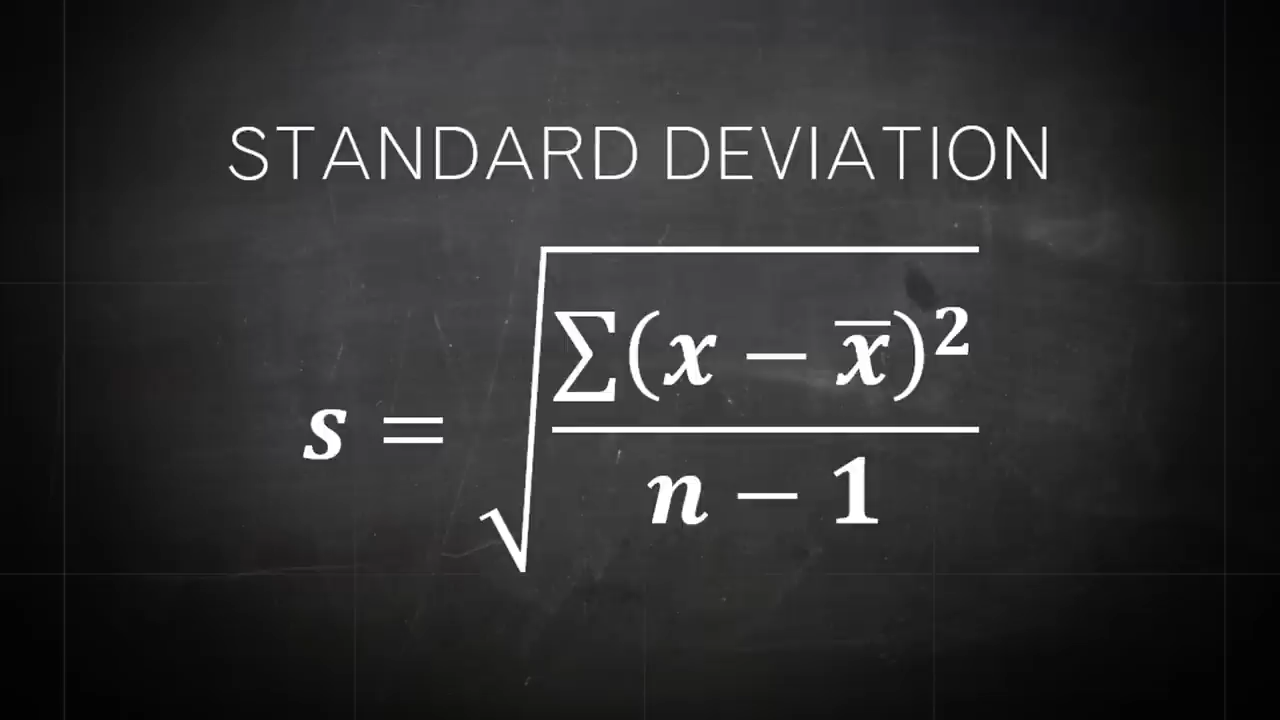 STANDARD DEVIATION
s = √(∑(x − x̅)² / (n − 1))